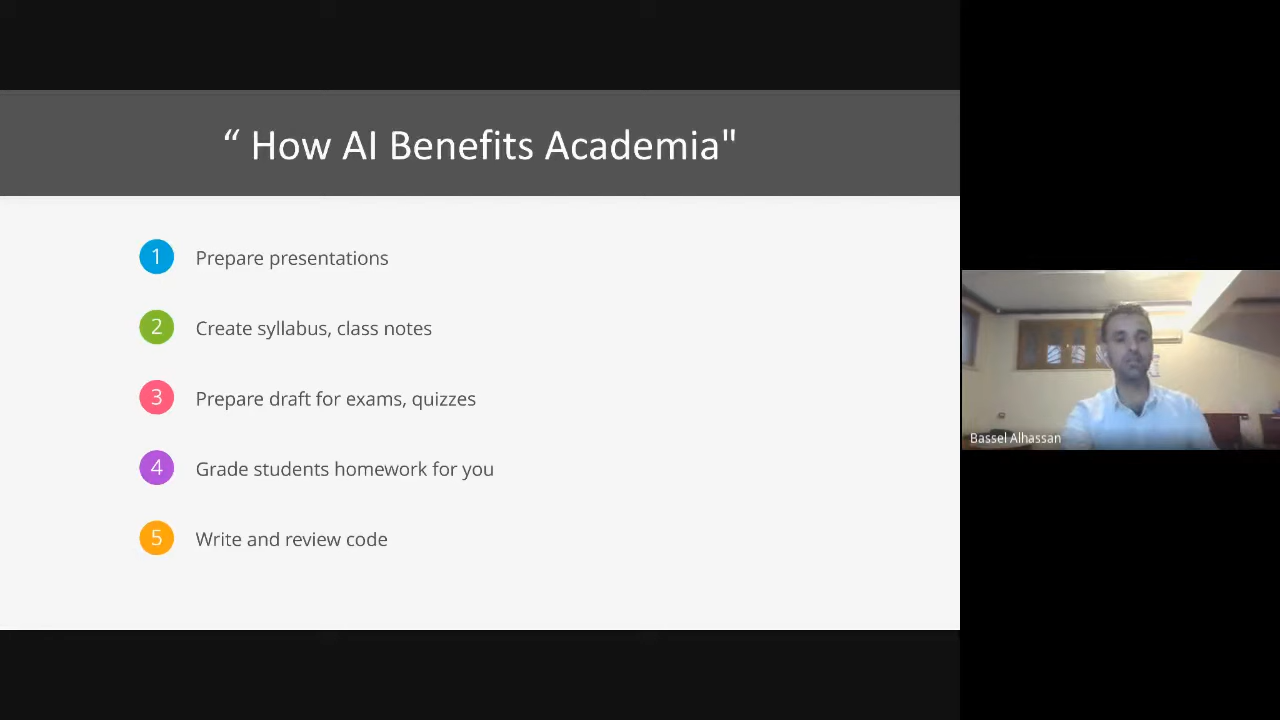 “ How AI Benefits Academia"
1 Prepare presentations
2 Create syllabus, class notes
3 Prepare draft for exams, quizzes
4 Grade students homework for you
5 Write and review code
Bassel Alhassan